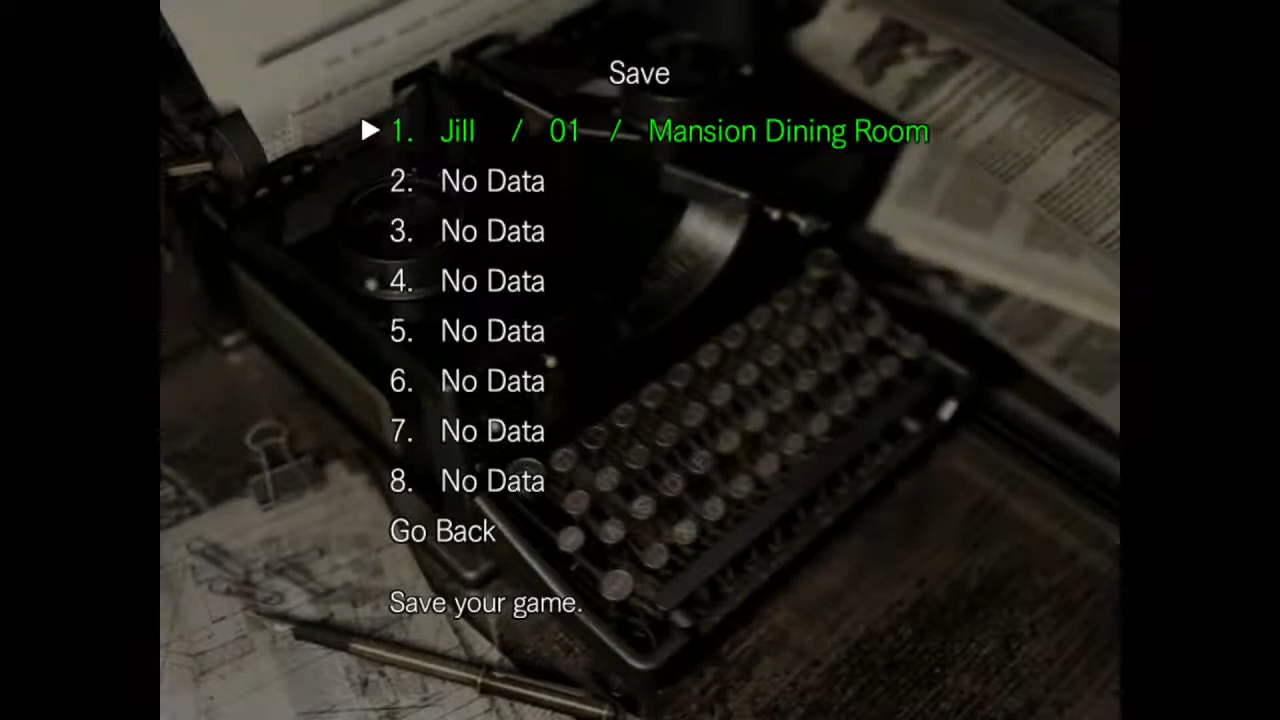 Save
1. Jill / 01 / Mansion Dining Room
2. No Data
3. No Data
4. No Data
5. No Data
6. No Data
7. No Data
8. No Data
Go Back
Save your game.